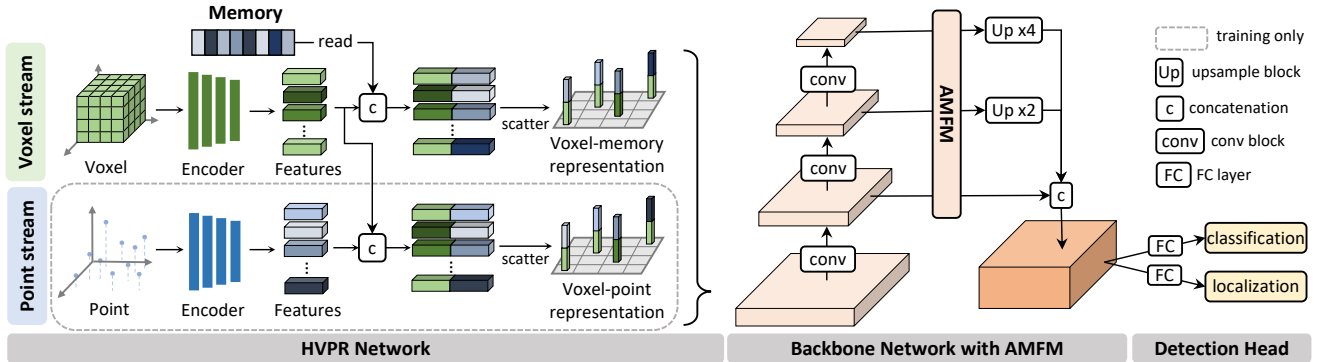 Memory
read
Voxel stream
Voxel
Encoder
Features
c
scatter
Voxel-memory
representation
Point stream
Point
Encoder
Features
c
scatter
Voxel-point
representation
HVPR Network
conv
conv
conv
AMFM
Up x4
Up x2
c
Backbone Network with AMFM
training only
Up
upsample block
c
concatenation
conv
conv block
FC
FC layer
FC
classification
FC
localization
Detection Head